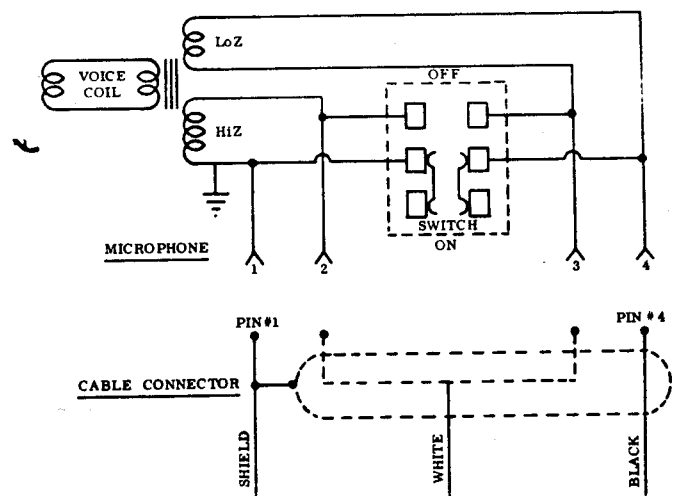 LoZ
OFF
VOICE
COIL
HiZ
SWITCH
ON
MICROPHONE
1 2 3 4
PIN#1 PIN #4
CABLE CONNECTOR
SHIELD
WHITE
BLACK